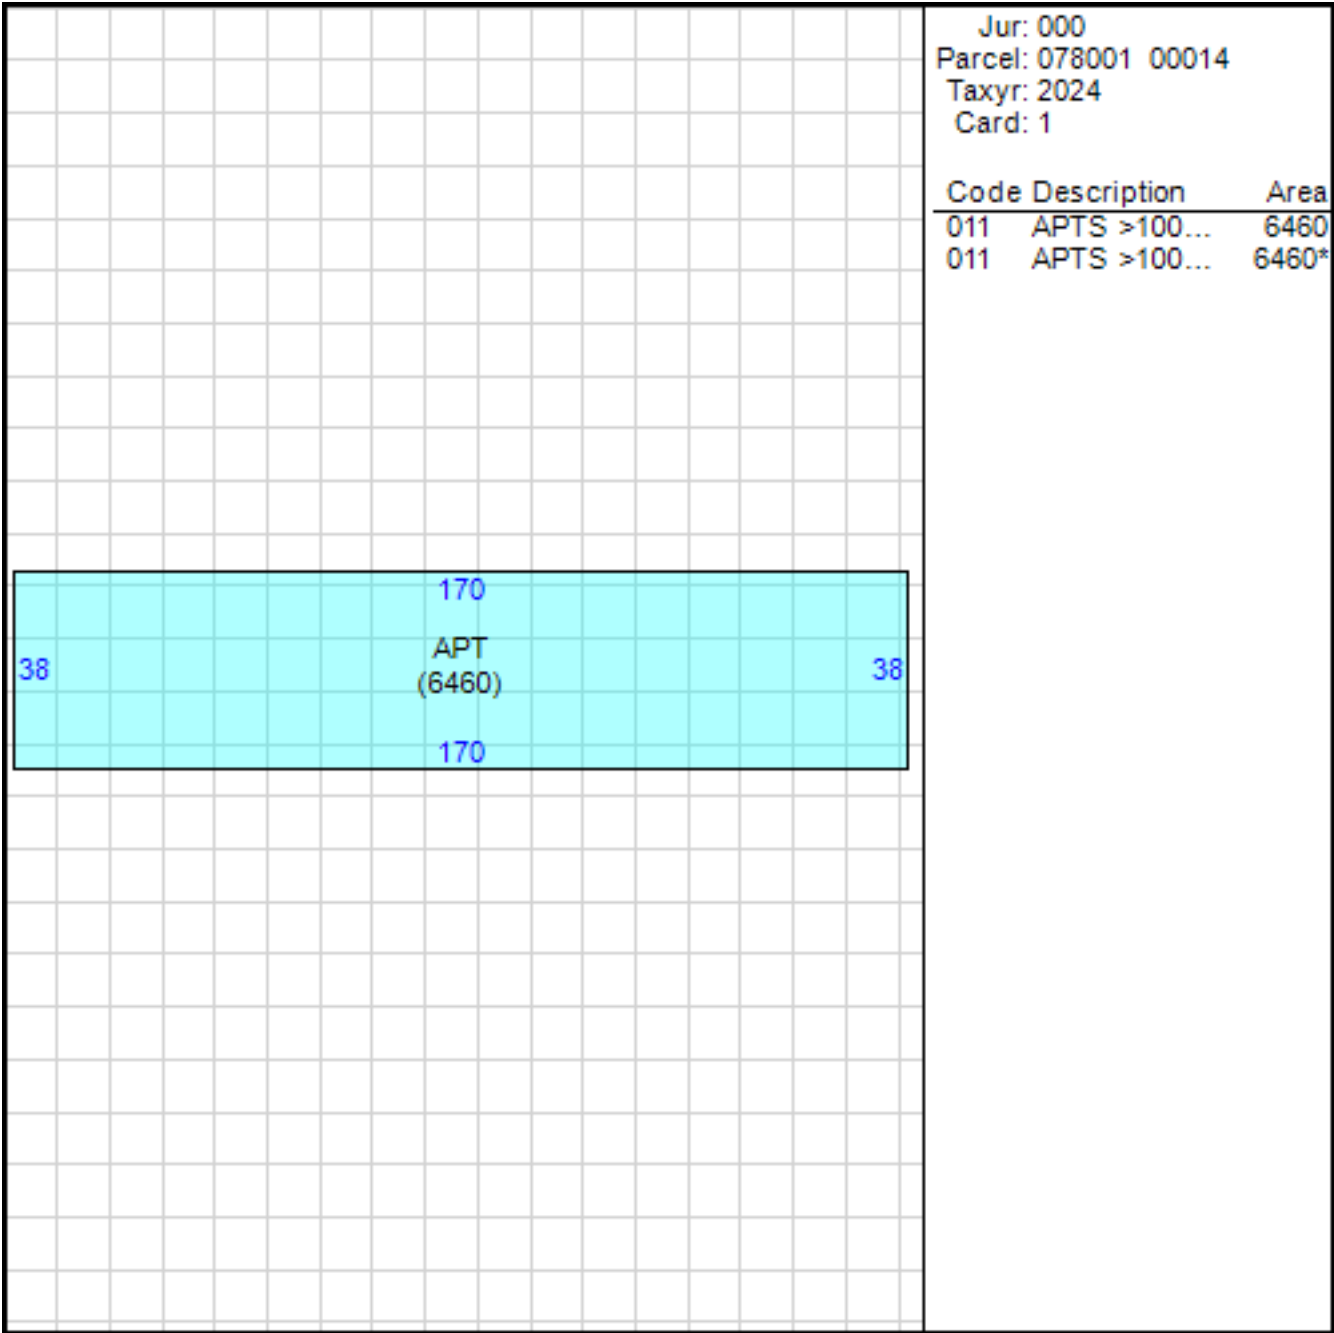 Jur: 000
Parcel: 078001 00014
Taxyr: 2024
Card: 1
Code Description Area
011 APTS >100... 6460
011 APTS >100... 6460*
170
APT
38 38
(6460)
170